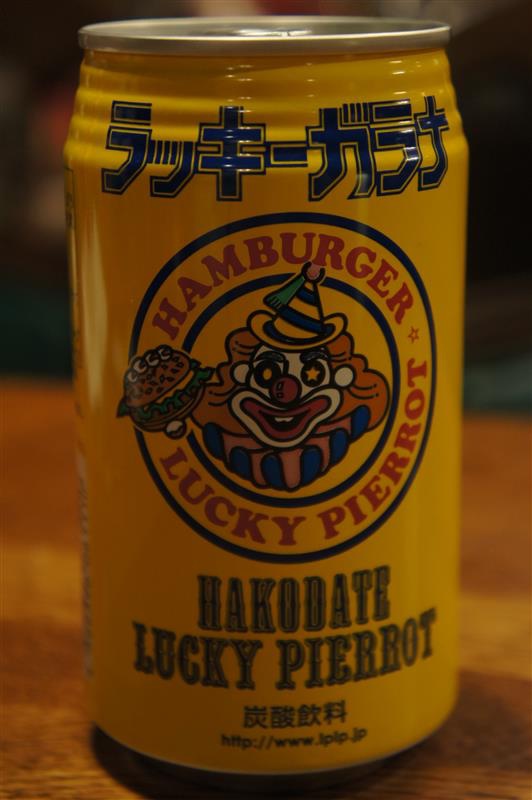 ラッキーガラナ
HAMBURGER ☆
LUCKY PIERROT
HAKODATE
LUCKY PIERROT
炭酸飲料
http://www.lplp.jp